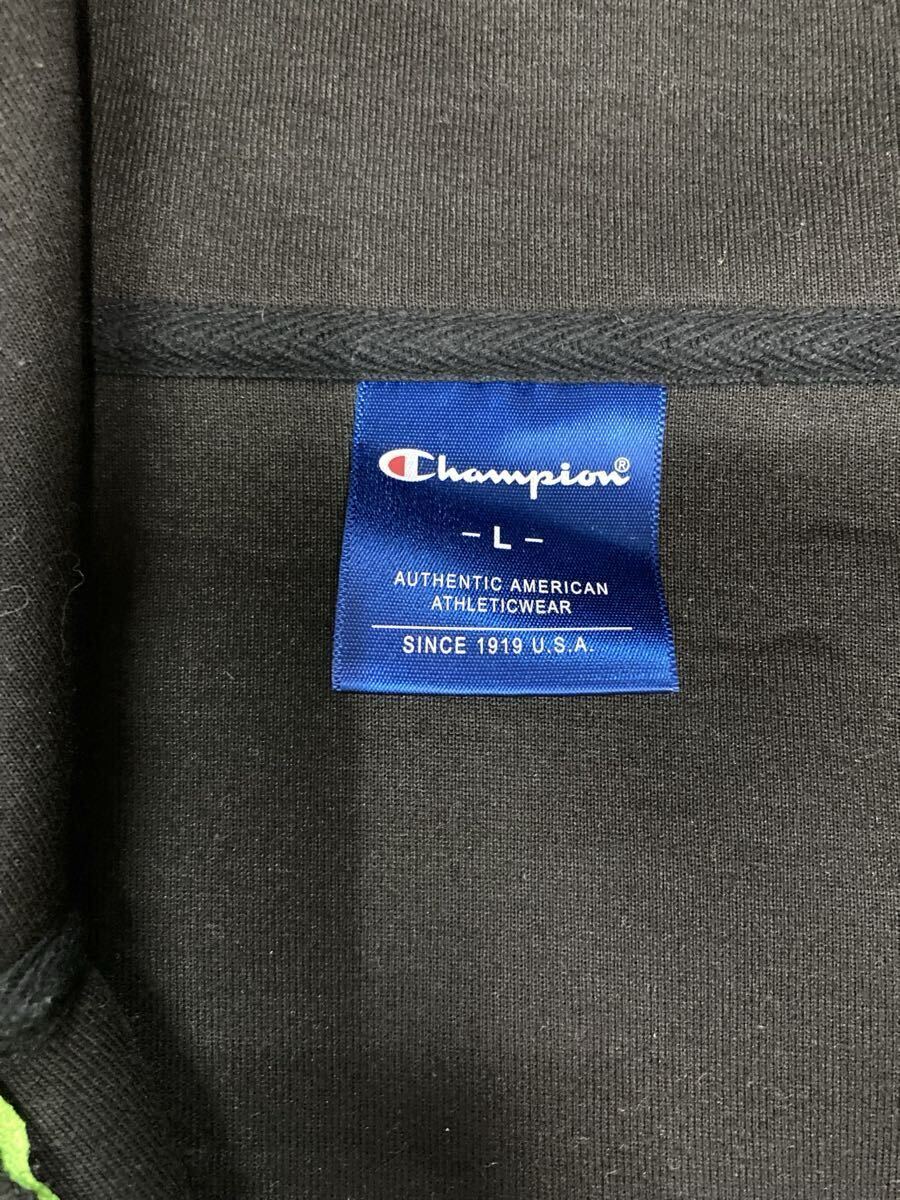 Champion®
- L -
AUTHENTIC AMERICAN
ATHLETICWEAR
SINCE 1919 U.S.A.